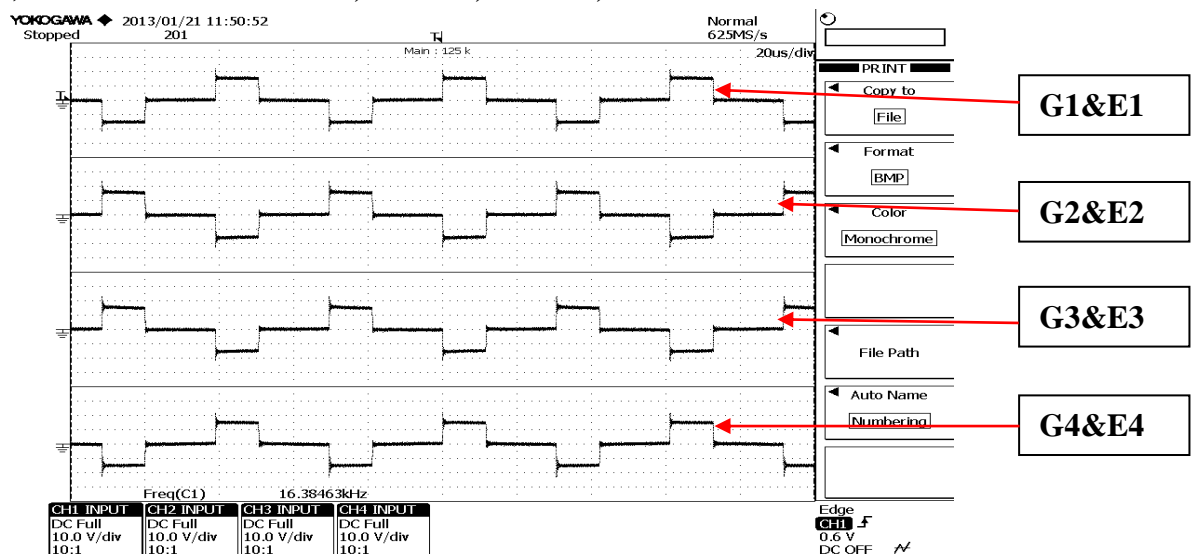 YOKOGAWA ◆ 2013/01/21 11:50:52
Normal
Stopped
201
T
625MS/s
Main : 125 k
20us/div
T
PRINT
Copy to
File
Format
BMP
Color
Monochrome
File Path
Auto Name
Numbering
G1&E1
G2&E2
G3&E3
G4&E4
Freq(C1) 16.38463kHz
CH1 INPUT
DC Full
10.0 V/div
10:1
CH2 INPUT
DC Full
10.0 V/div
10:1
CH3 INPUT
DC Full
10.0 V/div
10:1
CH4 INPUT
DC Full
10.0 V/div
10:1
Edge
CH1
0.6 V
DC OFF